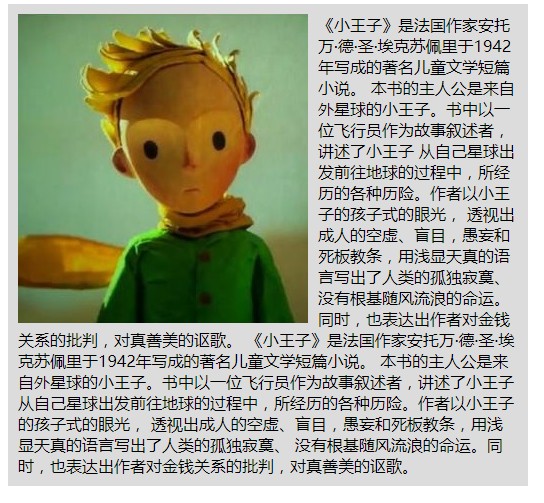 《小王子》是法国作家安托
万·德·圣·埃克苏佩里于1942
年写成的著名儿童文学短篇
小说。 本书的主人公是来自
外星球的小王子。书中以一
位飞行员作为故事叙述者，
讲述了小王子 从自己星球出
发前往地球的过程中，所经
历的各种历险。作者以小王
子的孩子式的眼光， 透视出
成人的空虚、盲目，愚妄和
死板教条，用浅显天真的语
言写出了人类的孤独寂寞、
没有根基随风流浪的命运。
同时，也表达出作者对金钱
关系的批判，对真善美的讴歌。 《小王子》是法国作家安托万·德·圣·埃
克苏佩里于1942年写成的著名儿童文学短篇小说。 本书的主人公是来
自外星球的小王子。书中以一位飞行员作为故事叙述者，讲述了小王子
从自己星球出发前往地球的过程中，所经历的各种历险。作者以小王子
的孩子式的眼光， 透视出成人的空虚、盲目，愚妄和死板教条，用浅
显天真的语言写出了人类的孤独寂寞、 没有根基随风流浪的命运。同
时，也表达出作者对金钱关系的批判，对真善美的讴歌。